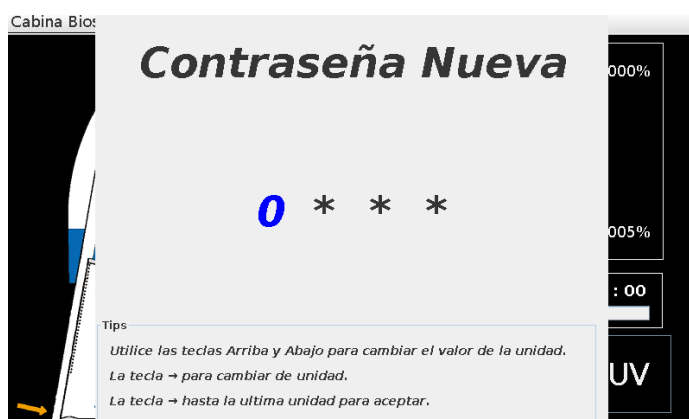 Cabina Bios
Contraseña Nueva
000%
0 * * *
005%
: 00
Tips
Utilice las teclas Arriba y Abajo para cambiar el valor de la unidad.
La tecla → para cambiar de unidad.
UV
La tecla → hasta la ultima unidad para aceptar.